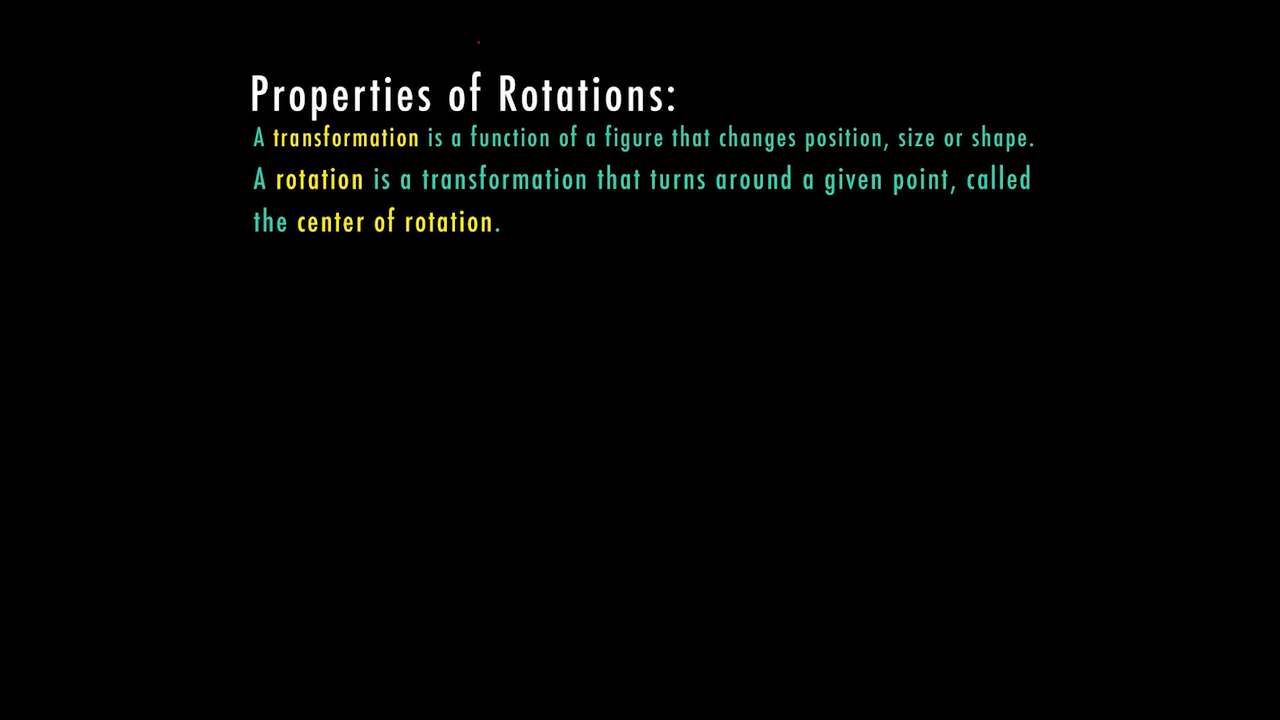 Properties of Rotations:
A transformation is a function of a figure that changes position, size or shape.
A rotation is a transformation that turns around a given point, called
the center of rotation.